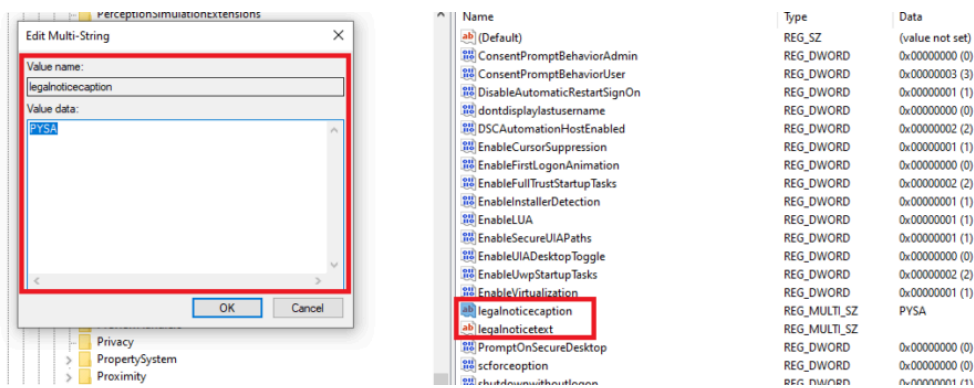 PerceptionSimulationExtensions
Edit Multi-String
Value name:
legalnoticecaption
Value data:
PYSA
OK Cancel
Privacy
PropertySystem
Proximity
Name Type Data
(Default) REG_SZ (value not set)
ConsentPromptBehaviorAdmin REG_DWORD 0x00000000 (0)
ConsentPromptBehaviorUser REG_DWORD 0x00000003 (3)
DisableAutomaticRestartSignOn REG_DWORD 0x00000001 (1)
dontdisplaylastusername REG_DWORD 0x00000000 (0)
DSCAutomationHostEnabled REG_DWORD 0x00000002 (2)
EnableCursorSuppression REG_DWORD 0x00000001 (1)
EnableFirstLogonAnimation REG_DWORD 0x00000000 (0)
EnableFullTrustStartupTasks REG_DWORD 0x00000002 (2)
EnableInstallerDetection REG_DWORD 0x00000001 (1)
EnableLUA REG_DWORD 0x00000001 (1)
EnableSecureUIAPaths REG_DWORD 0x00000001 (1)
EnableUIADesktopToggle REG_DWORD 0x00000000 (0)
EnableUwpStartupTasks REG_DWORD 0x00000002 (2)
EnableVirtualization REG_DWORD 0x00000001 (1)
legalnoticecaption REG_MULTI_SZ PYSA
legalnoticetext REG_MULTI_SZ
PromptOnSecureDesktop REG_DWORD 0x00000000 (0)
scforceoption REG_DWORD 0x00000000 (0)
shutdownwithoutlogon REG_DWORD 0x00000001 (1)